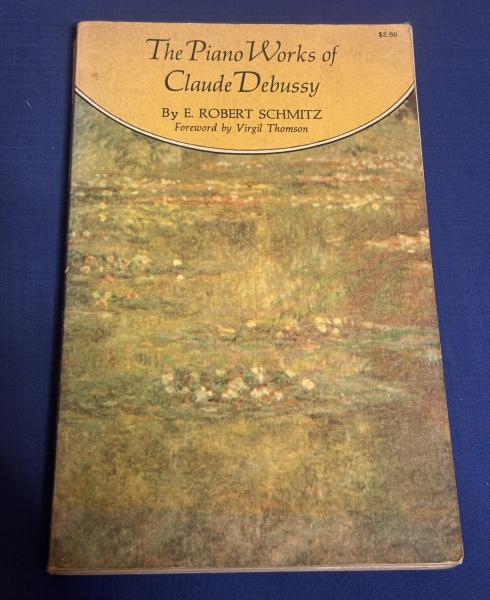 $2.50
The Piano Works of
Claude Debussy
By E. ROBERT SCHMITZ
Foreword by Virgil Thomson